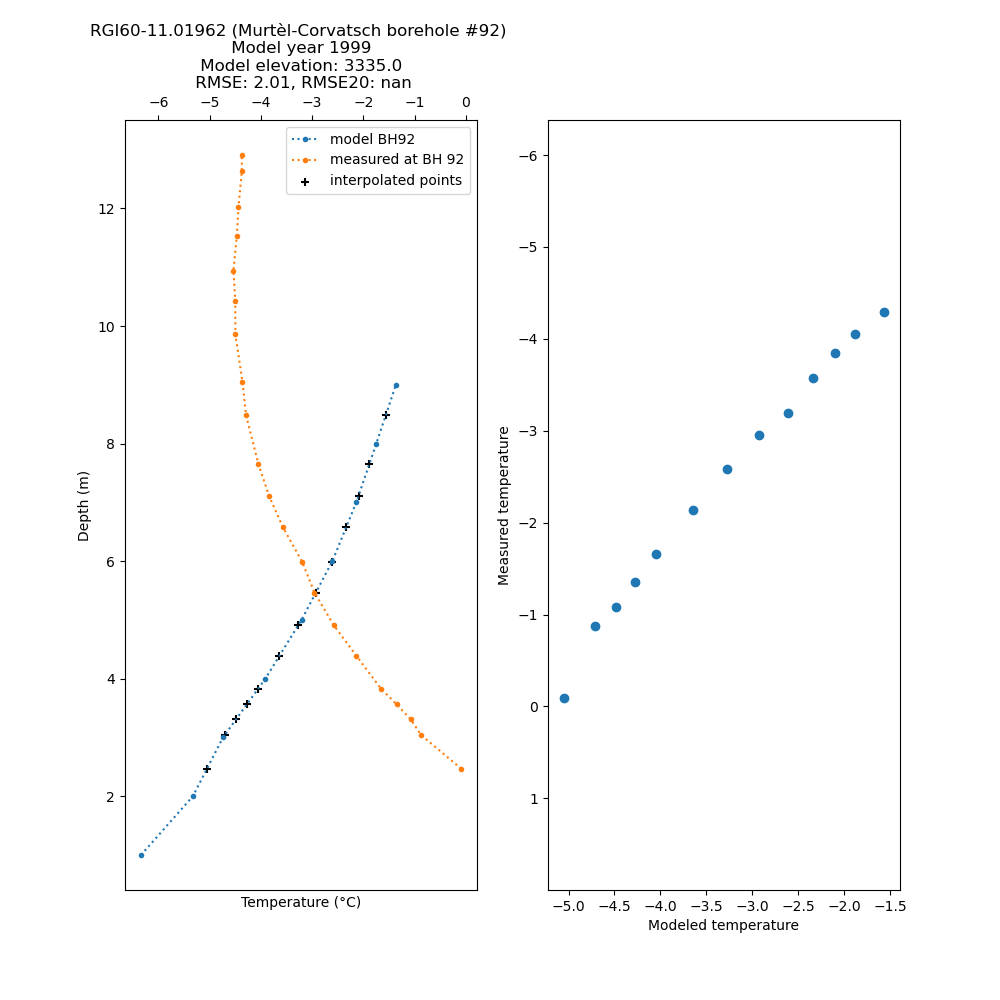 RGI60-11.01962 (Murtèl-Corvatsch borehole #92)
Model year 1999
Model elevation: 3335.0
RMSE: 2.01, RMSE20: nan
−6 −5 −4 −3 −2 −1 0
model BH92
measured at BH 92
interpolated points
12
10
8
6
4
2
Depth (m)
Temperature (°C)
−6
−5
−4
−3
−2
−1
0
1
Measured temperature
−5.0 −4.5 −4.0 −3.5 −3.0 −2.5 −2.0 −1.5
Modeled temperature